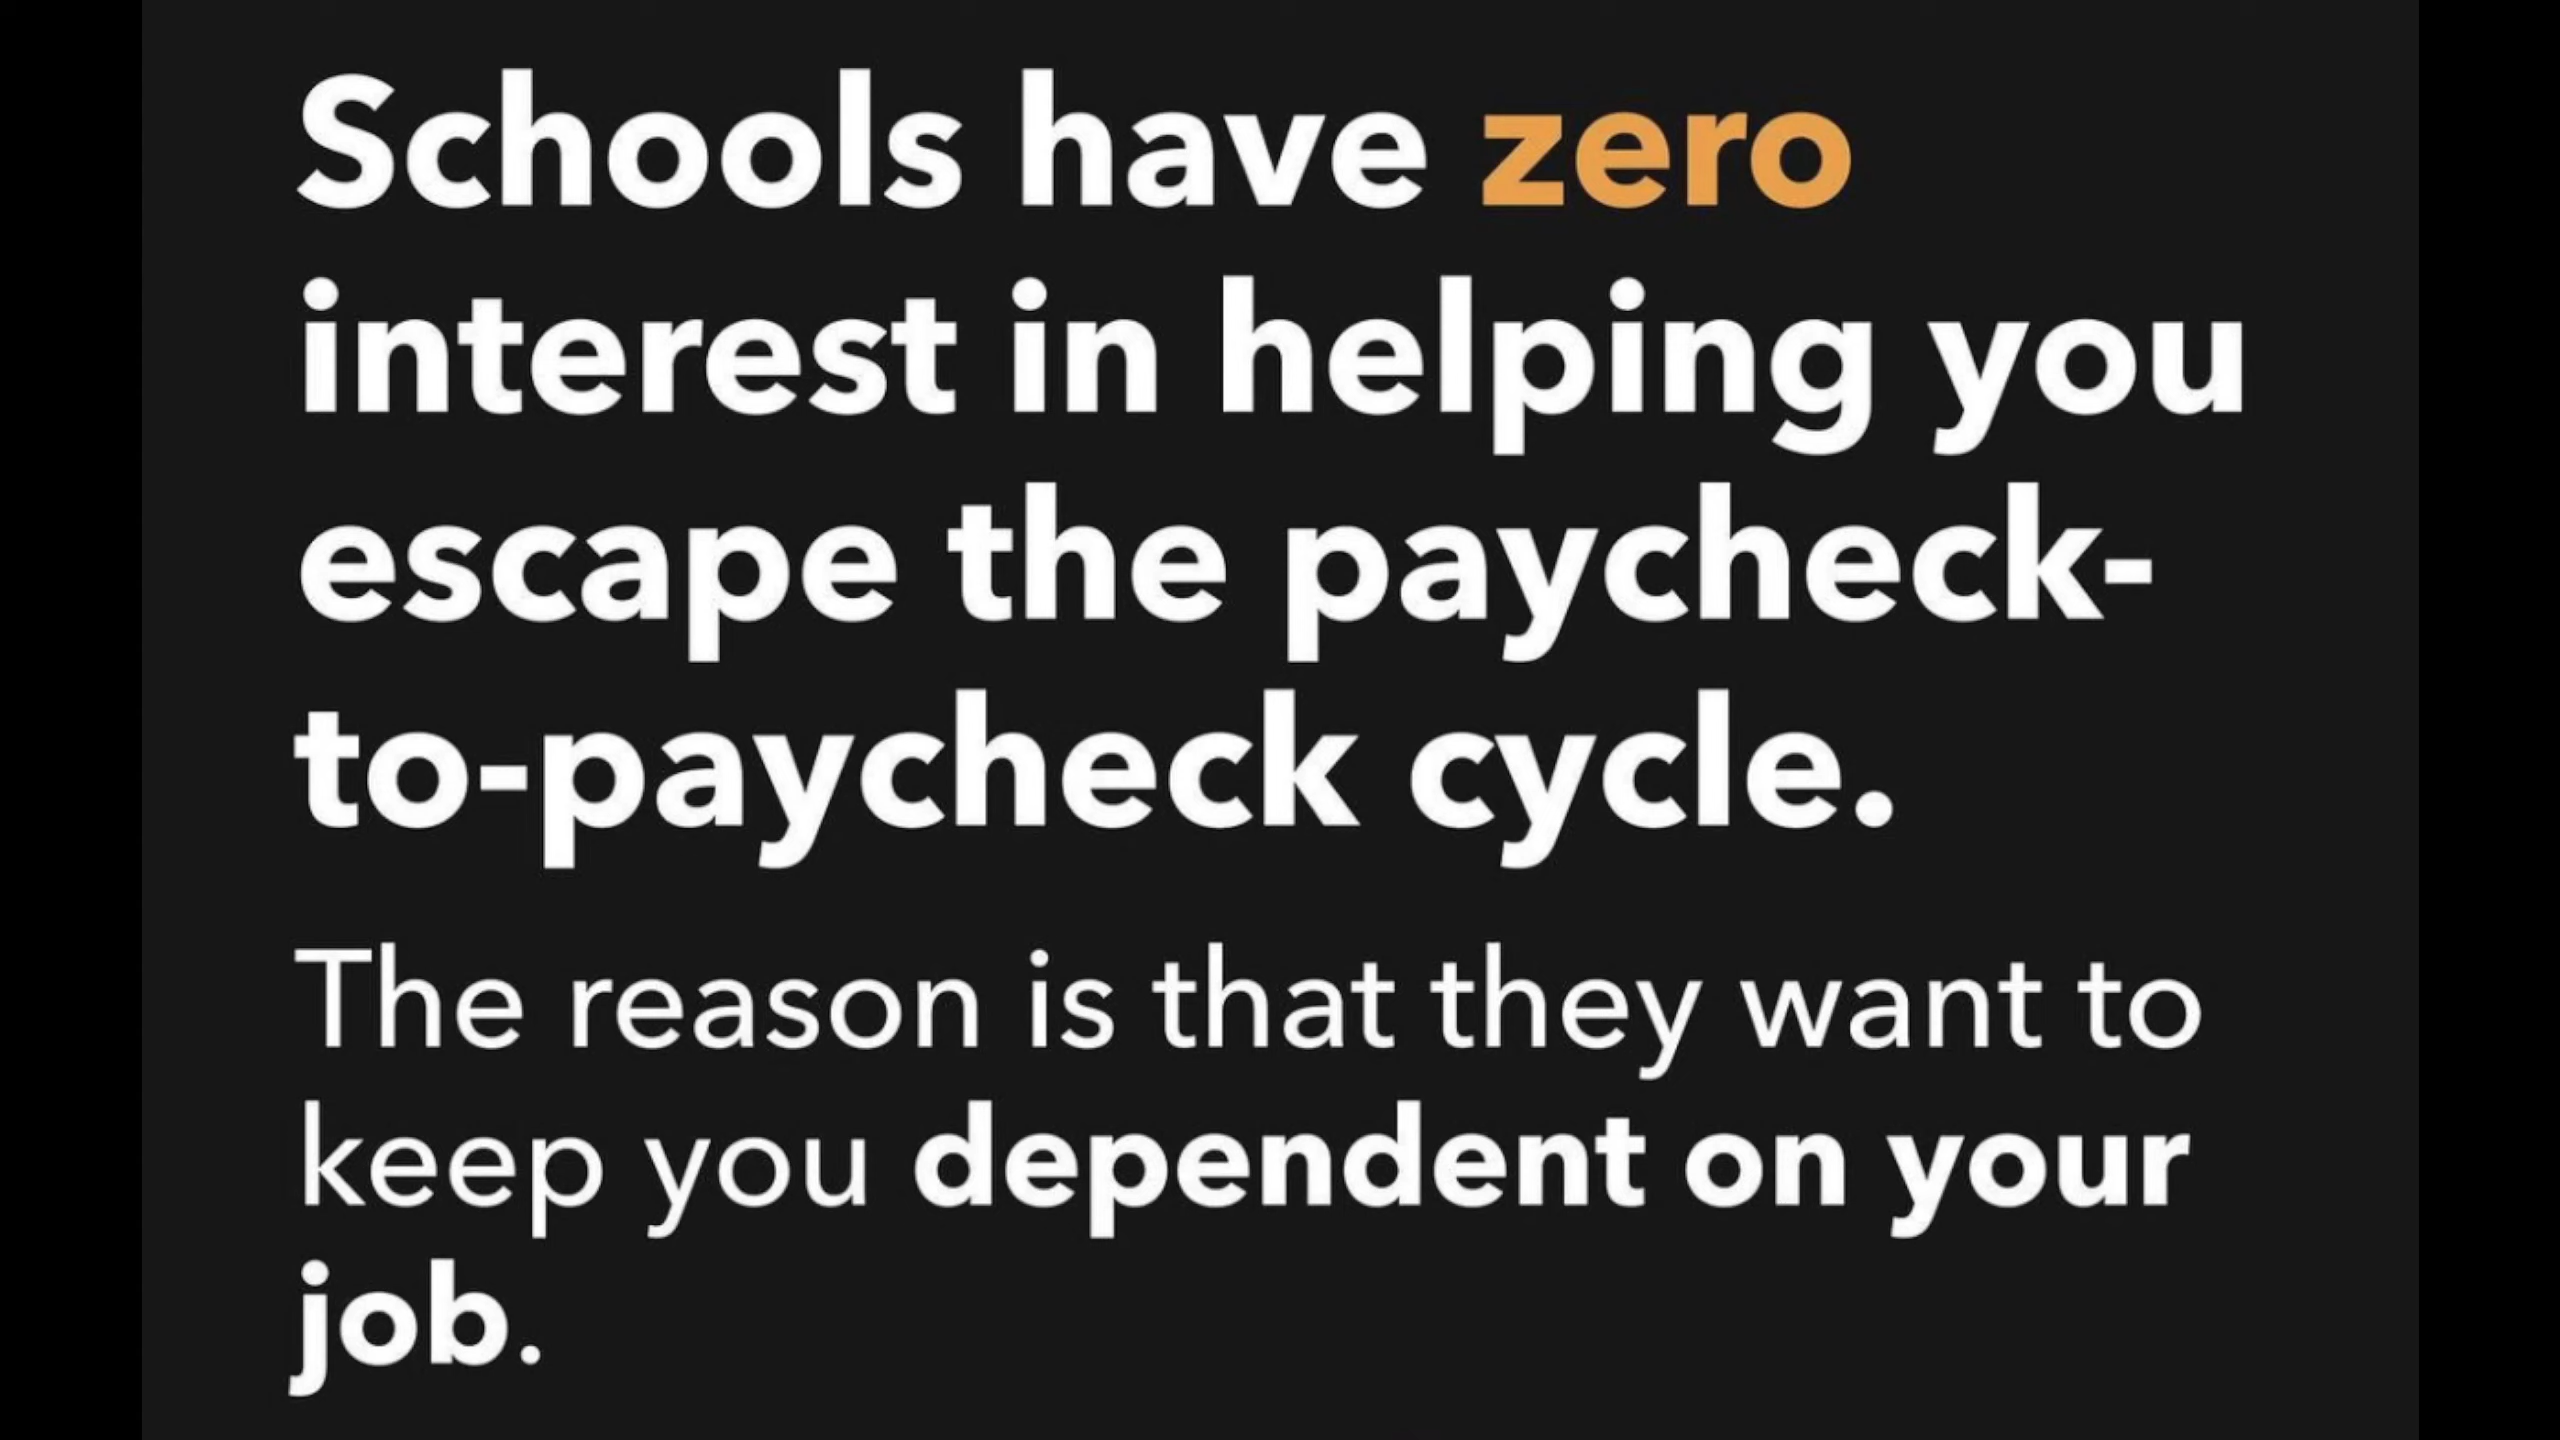 Schools have zero
interest in helping you
escape the paycheck-
to-paycheck cycle.
The reason is that they want to
keep you dependent on your
job.